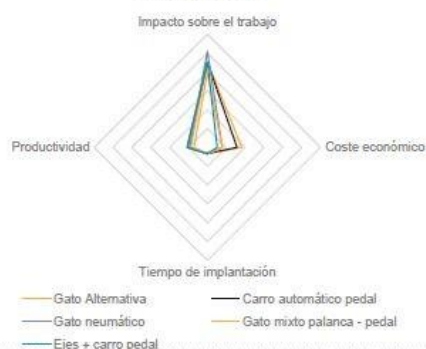 Impacto sobre el trabajo
Productividad
Coste económico
Tiempo de implantación
Gato Alternativa
Carro automático pedal
Gato neumático
Gato mixto palanca - pedal
Ejes + carro pedal